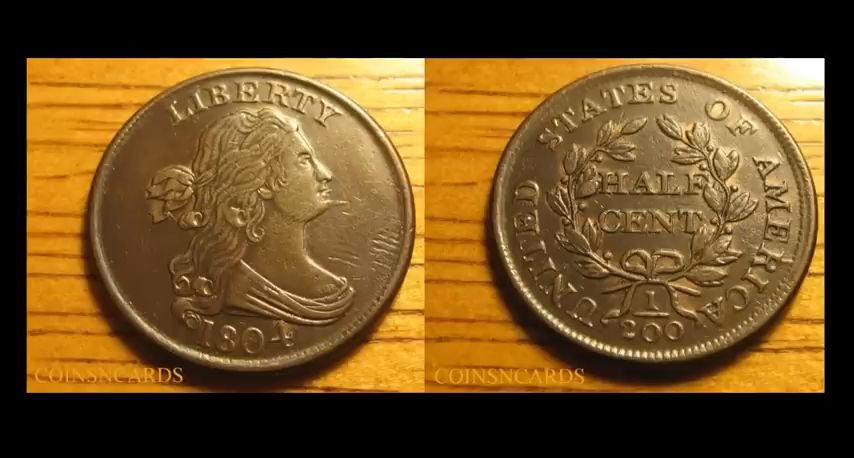 LIBERTY
1804
COINSNCARDS
UNITED STATES OF AMERICA
HALF
CENT
1
200
COINSNCARDS